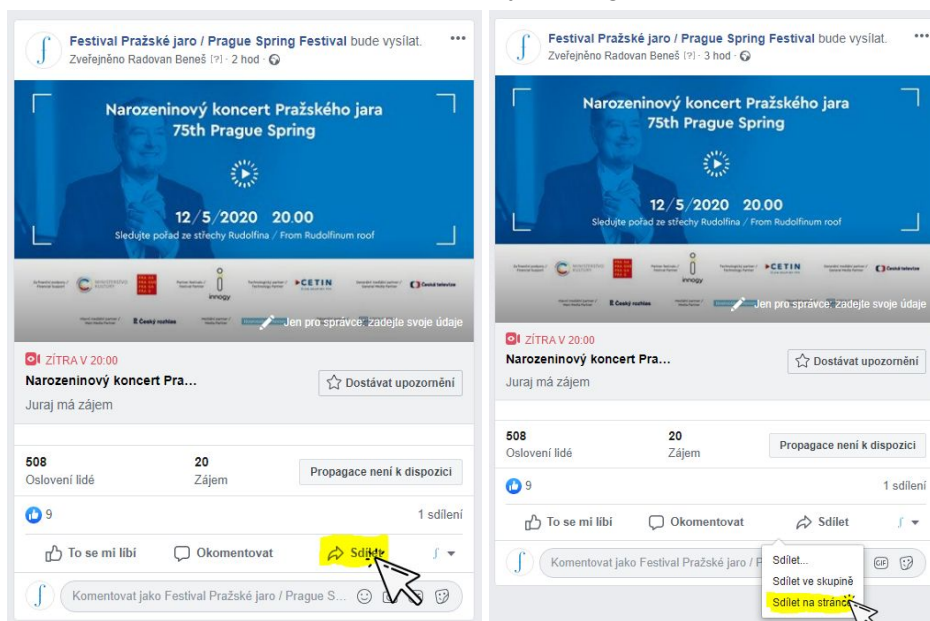 Festival Pražské jaro / Prague Spring Festival bude vysílat.
Zveřejněno Radovan Beneš [?] · 2 hod ·
Narozeninový koncert Pražského jara
75th Prague Spring
12/5/2020 20.00
Sledujte pořad ze střechy Rudolfina / From Rudolfinum roof
innogy
CETIN
Česká televize
Český rozhlas
Jen pro správce: zadejte svoje údaje
ZÍTRA V 20:00
Narozeninový koncert Pra...
Dostávat upozornění
Juraj má zájem
508
Oslovení lidé
20
Zájem
Propagace není k dispozici
9
1 sdílení
To se mi líbí
Okomentovat
Sdílet
Komentovat jako Festival Pražské jaro / Prague S...
Festival Pražské jaro / Prague Spring Festival bude vysílat.
Zveřejněno Radovan Beneš [?] · 3 hod ·
Narozeninový koncert Pražského jara
75th Prague Spring
12/5/2020 20.00
Sledujte pořad ze střechy Rudolfina / From Rudolfinum roof
innogy
CETIN
Česká televize
Český rozhlas
Jen pro správce: zadejte svoje údaje
ZÍTRA V 20:00
Narozeninový koncert Pra...
Dostávat upozornění
Juraj má zájem
508
Oslovení lidé
20
Zájem
Propagace není k dispozici
9
1 sdílení
To se mi líbí
Okomentovat
Sdílet
Komentovat jako Festival Pražské jaro / P
GIF
Sdílet...
Sdílet ve skupině
Sdílet na stránce